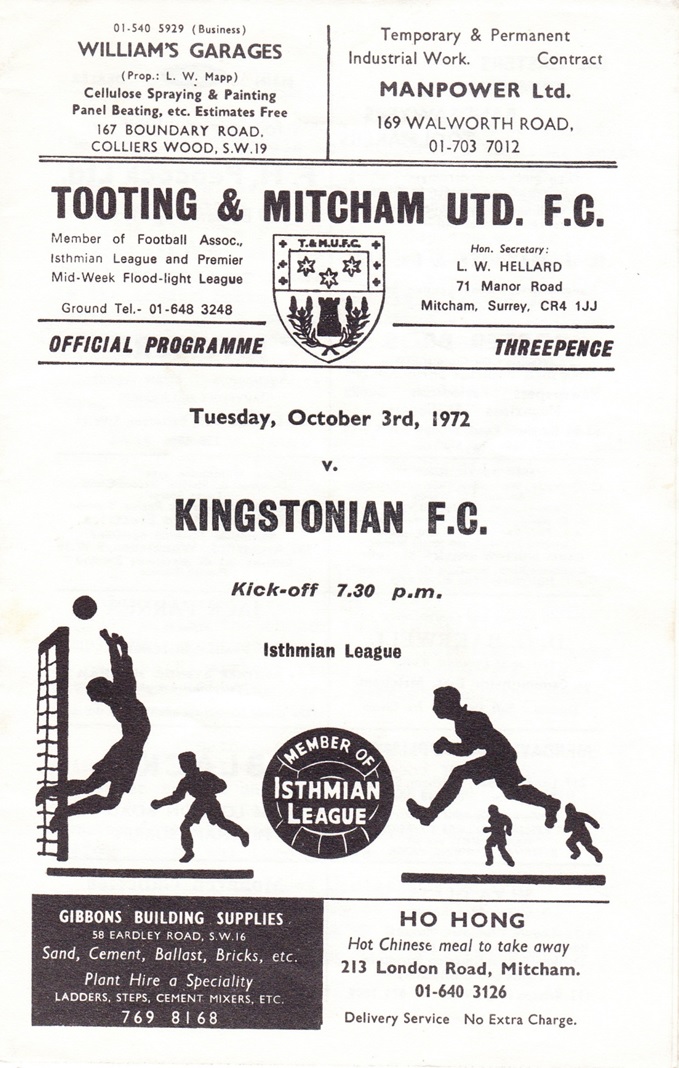 01-540 5929 (Business)
WILLIAM'S GARAGES
(Prop.: L. W. Mapp)
Cellulose Spraying & Painting
Panel Beating, etc. Estimates Free
167 BOUNDARY ROAD,
COLLIERS WOOD, S.W.19
Temporary & Permanent
Industrial Work. Contract
MANPOWER Ltd.
169 WALWORTH ROAD,
01-703 7012
TOOTING & MITCHAM UTD. F.C.
Member of Football Assoc.,
Isthmian League and Premier
Mid-Week Flood-light League
Ground Tel.- 01-648 3248
T.& M.U.F.C.
Hon. Secretary:
L. W. HELLARD
71 Manor Road
Mitcham, Surrey, CR4 1JJ
OFFICIAL PROGRAMME
THREEPENCE
Tuesday, October 3rd, 1972
v.
KINGSTONIAN F.C.
Kick-off 7.30 p.m.
Isthmian League
MEMBER OF
ISTHMIAN
LEAGUE
GIBBONS BUILDING SUPPLIES
58 EARDLEY ROAD, S.W.16
Sand, Cement, Ballast, Bricks, etc.
Plant Hire a Speciality
LADDERS, STEPS, CEMENT MIXERS, ETC.
769 8168
HO HONG
Hot Chinese meal to take away
213 London Road, Mitcham.
01-640 3126
Delivery Service No Extra Charge.